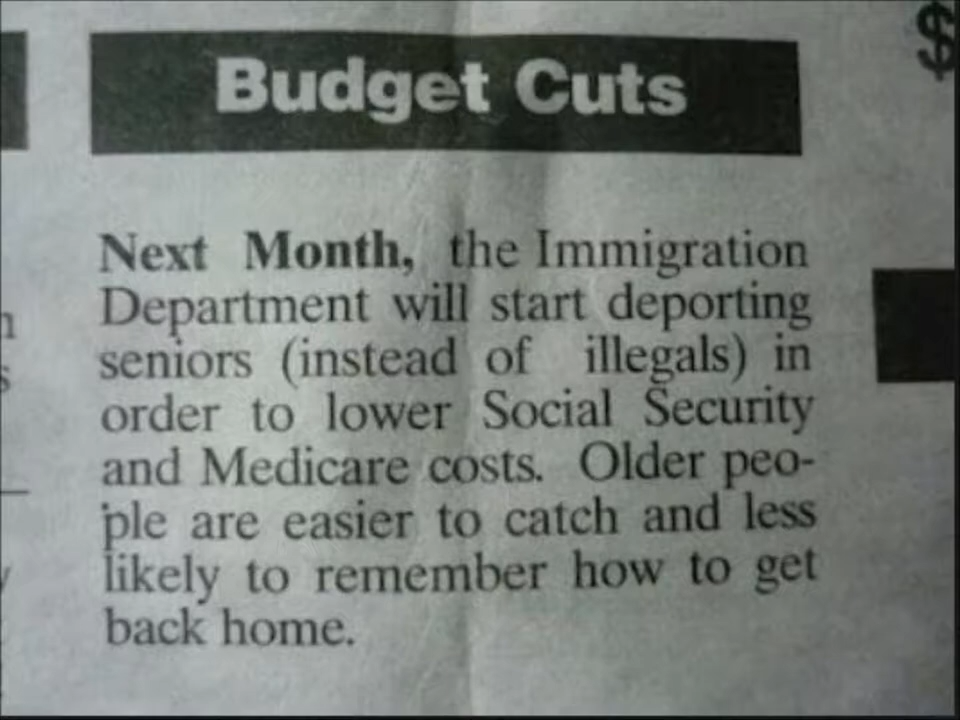 Budget Cuts
$
Next Month, the Immigration
Department will start deporting
seniors (instead of illegals) in
order to lower Social Security
and Medicare costs. Older peo-
ple are easier to catch and less
likely to remember how to get
back home.